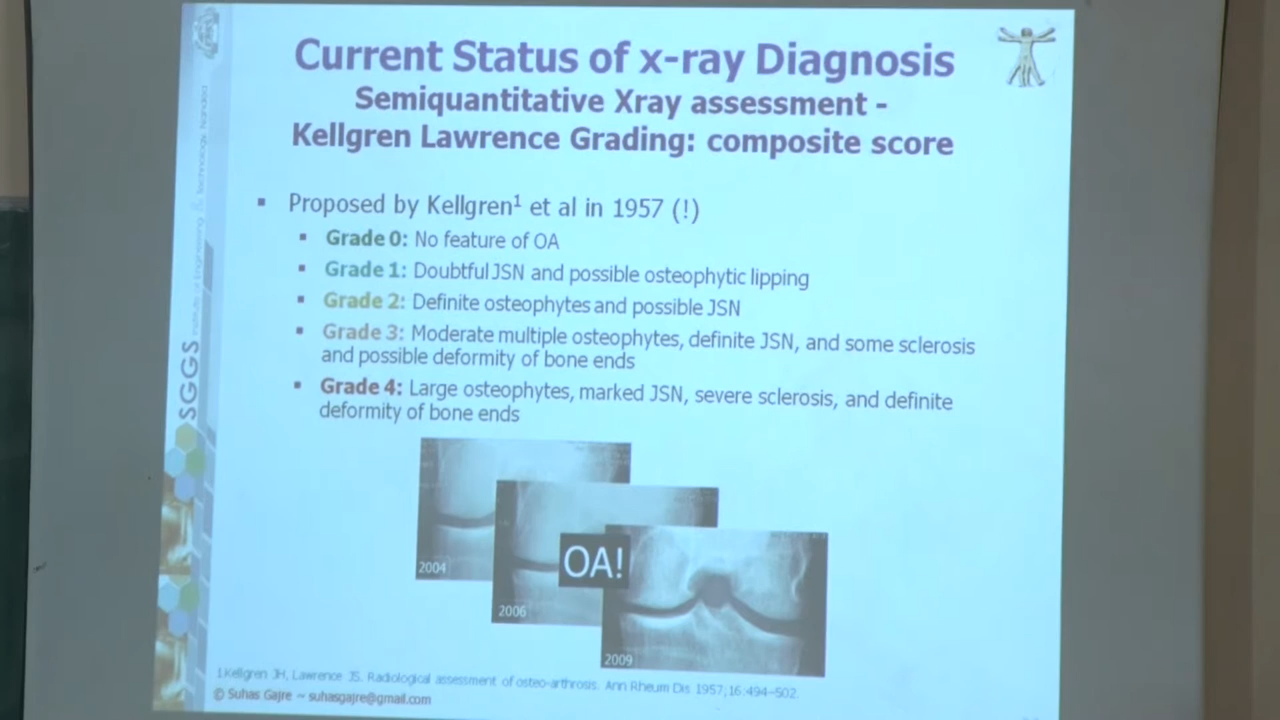 Current Status of x-ray Diagnosis
Semiquantitative Xray assessment -
Kellgren Lawrence Grading: composite score
▪ Proposed by Kellgren¹ et al in 1957 (!)
▪ Grade 0: No feature of OA
▪ Grade 1: Doubtful JSN and possible osteophytic lipping
▪ Grade 2: Definite osteophytes and possible JSN
▪ Grade 3: Moderate multiple osteophytes, definite JSN, and some sclerosis
and possible deformity of bone ends
▪ Grade 4: Large osteophytes, marked JSN, severe sclerosis, and definite
deformity of bone ends
2004
2006
OA!
2009
1 Kellgren JH, Lawrence JS. Radiological assessment of osteo-arthrosis. Ann Rheum Dis 1957;16:494–502.
© Suhas Gajre ~ suhasgajre@gmail.com
SGGS Institute of Engineering & Technology, Nanded